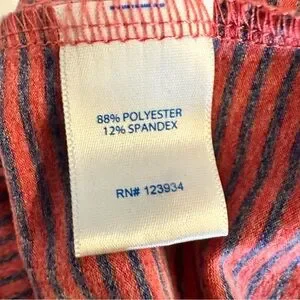 88% POLYESTER
12% SPANDEX
RN# 123934